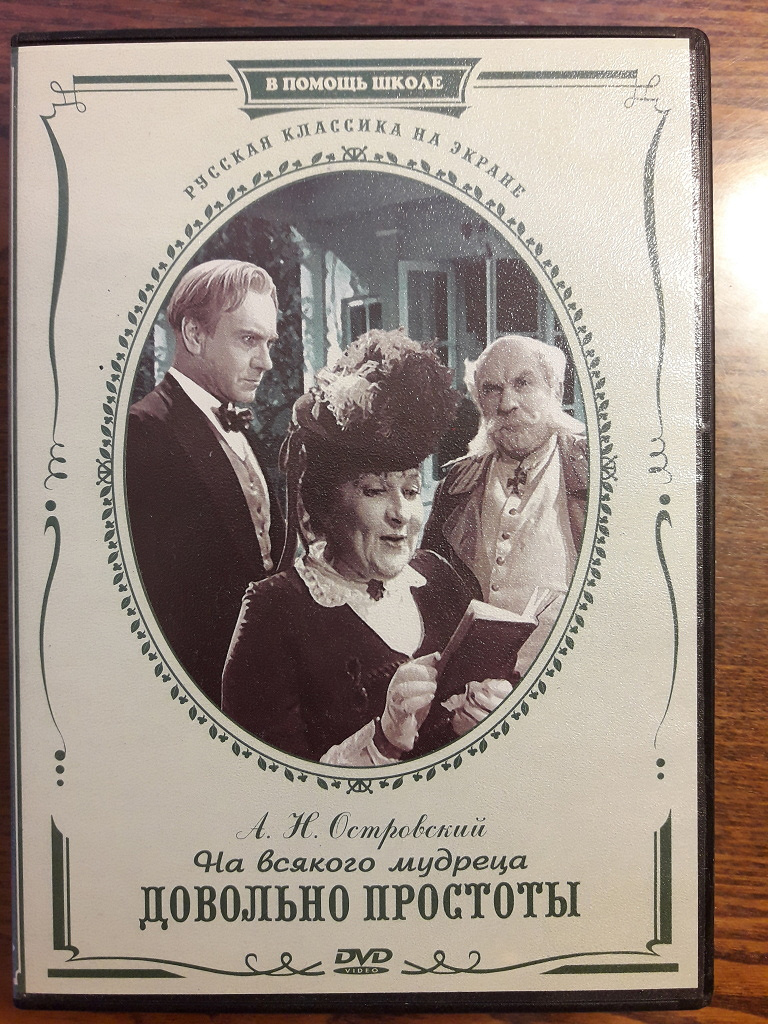 В ПОМОЩЬ ШКОЛЕ
РУССКАЯ КЛАССИКА НА ЭКРАНЕ
А. Н. Островский
На всякого мудреца
ДОВОЛЬНО ПРОСТОТЫ
DVD
VIDEO